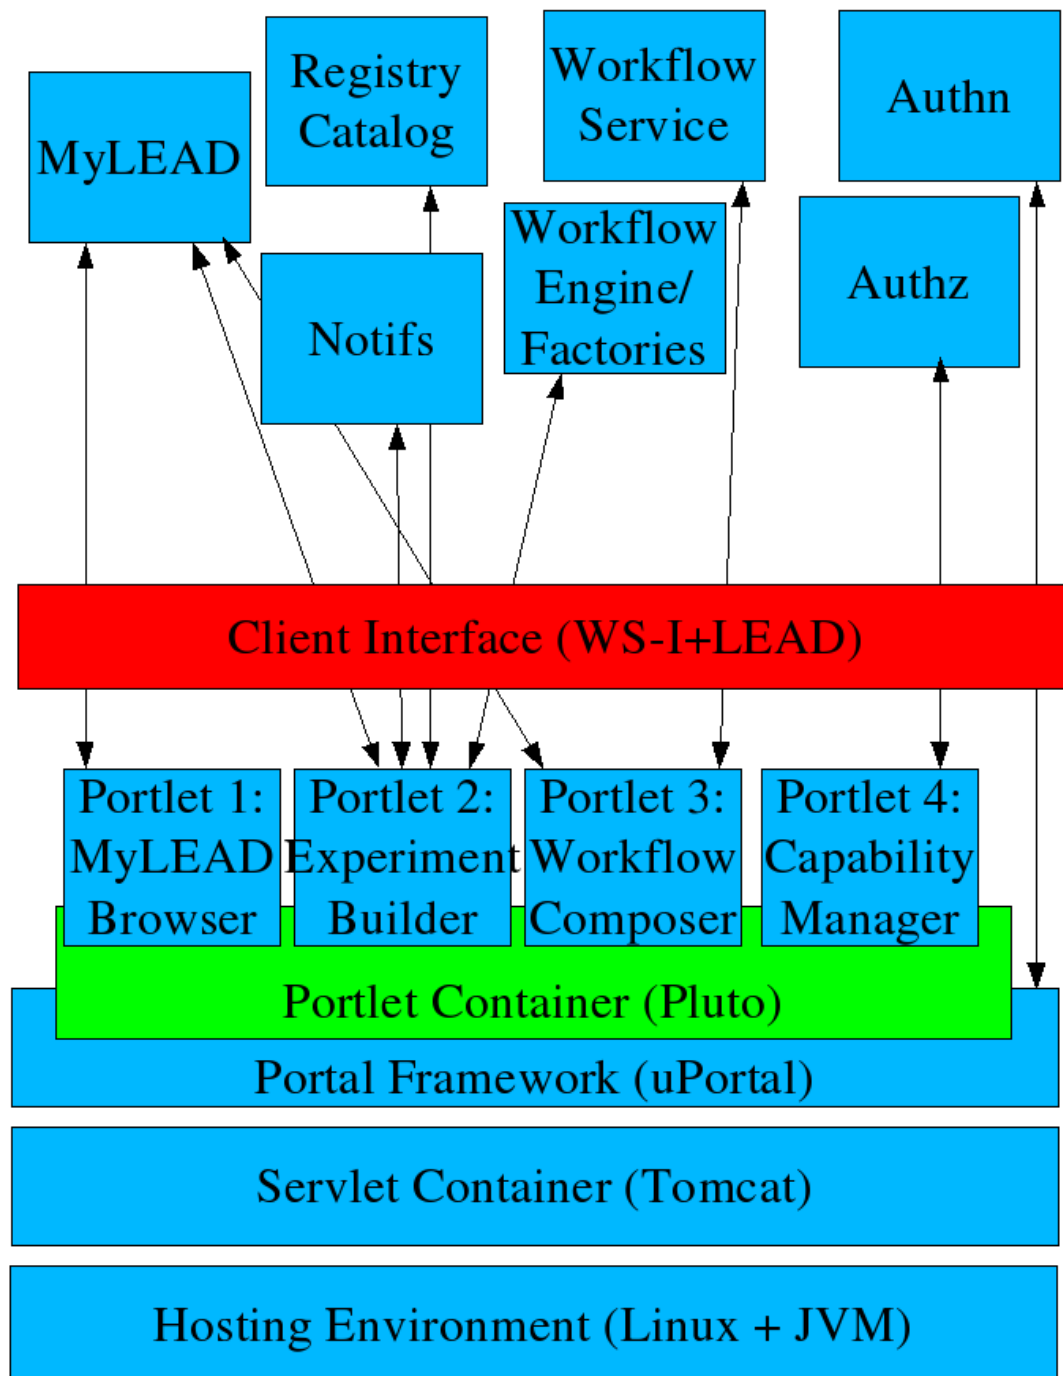 MyLEAD
Registry
Catalog
Workflow
Service
Authn
Notifs
Workflow
Engine/
Factories
Authz
Client Interface (WS-I+LEAD)
Portlet 1:
MyLEAD
Browser
Portlet 2:
Experiment
Builder
Portlet 3:
Workflow
Composer
Portlet 4:
Capability
Manager
Portlet Container (Pluto)
Portal Framework (uPortal)
Servlet Container (Tomcat)
Hosting Environment (Linux + JVM)